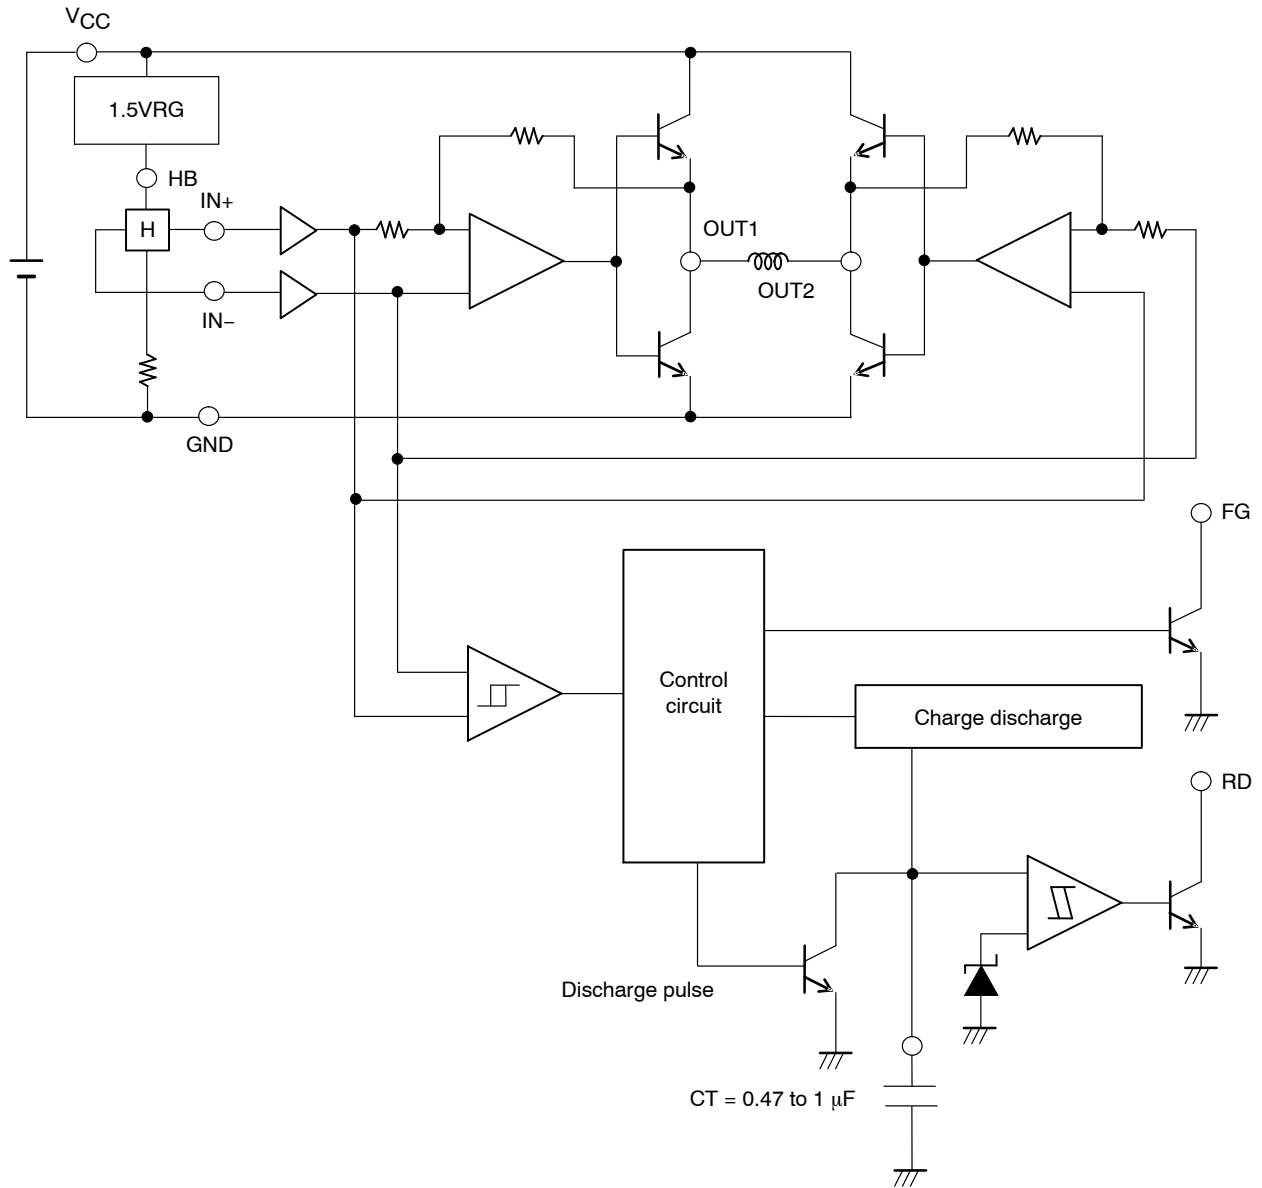 VCC
1.5VRG
HB
IN+
H
OUT1
OUT2
IN−
GND
FG
Control
circuit
Charge discharge
RD
Discharge pulse
CT = 0.47 to 1 μF